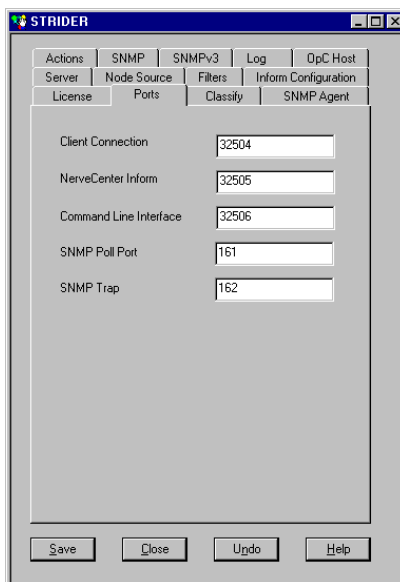 STRIDER
Actions SNMP SNMPv3 Log OpC Host
Server Node Source Filters Inform Configuration
License Ports Classify SNMP Agent
Client Connection 32504
NerveCenter Inform 32505
Command Line Interface 32506
SNMP Poll Port 161
SNMP Trap 162
Save Close Undo Help